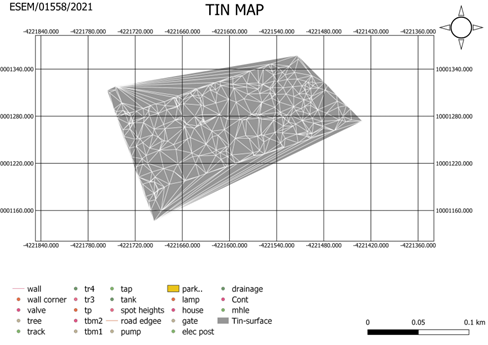 ESEM/01558/2021
TIN MAP
-4221840.000 -4221780.000 -4221720.000 -4221660.000 -4221600.000 -4221540.000 -4221480.000 -4221420.000 -4221360.000
10001340.000 10001340.000
10001280.000 10001280.000
10001220.000 10001220.000
10001160.000 10001160.000
-4221840.000 -4221780.000 -4221720.000 -4221660.000 -4221600.000 -4221540.000 -4221480.000 -4221420.000 -4221360.000
wall tr4 tap park.. drainage
wall corner tr3 tank lamp Cont
valve tp spot heights house mhle
tree tbm2 road edgee gate Tin-surface
track tbm1 pump elec post
0 0.05 0.1 km